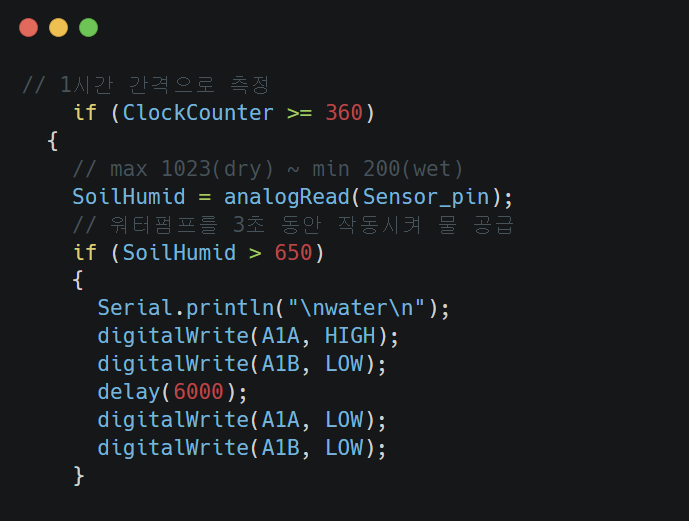 // 1시간 간격으로 측정
if (ClockCounter >= 360)
{
// max 1023(dry) ~ min 200(wet)
SoilHumid = analogRead(Sensor_pin);
// 워터펌프를 3초 동안 작동시켜 물 공급
if (SoilHumid > 650)
{
Serial.println("\nwater\n");
digitalWrite(A1A, HIGH);
digitalWrite(A1B, LOW);
delay(6000);
digitalWrite(A1A, LOW);
digitalWrite(A1B, LOW);
}